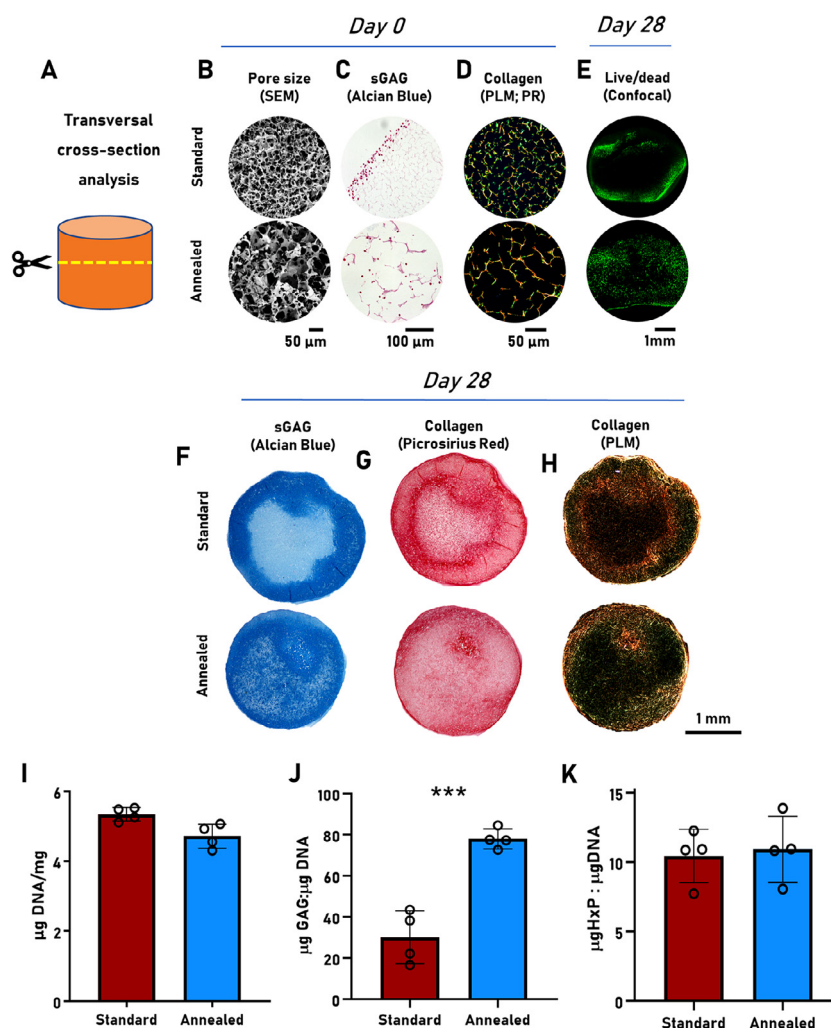 Day 0
Day 28
A
B
C
D
E
Transversal
cross-section
analysis
Pore size
(SEM)
sGAG
(Alcian Blue)
Collagen
(PLM; PR)
Live/dead
(Confocal)
Standard
Annealed
50 µm
100 µm
50 µm
1mm
Day 28
F
G
H
sGAG
(Alcian Blue)
Collagen
(Picrosirius Red)
Collagen
(PLM)
Standard
Annealed
1 mm
I
µg DNA/mg
6
4
2
0
Standard
Annealed
J
***
µg GAG:µg DNA
100
80
60
40
20
0
Standard
Annealed
K
µgHxP : µgDNA
15
10
5
0
Standard
Annealed